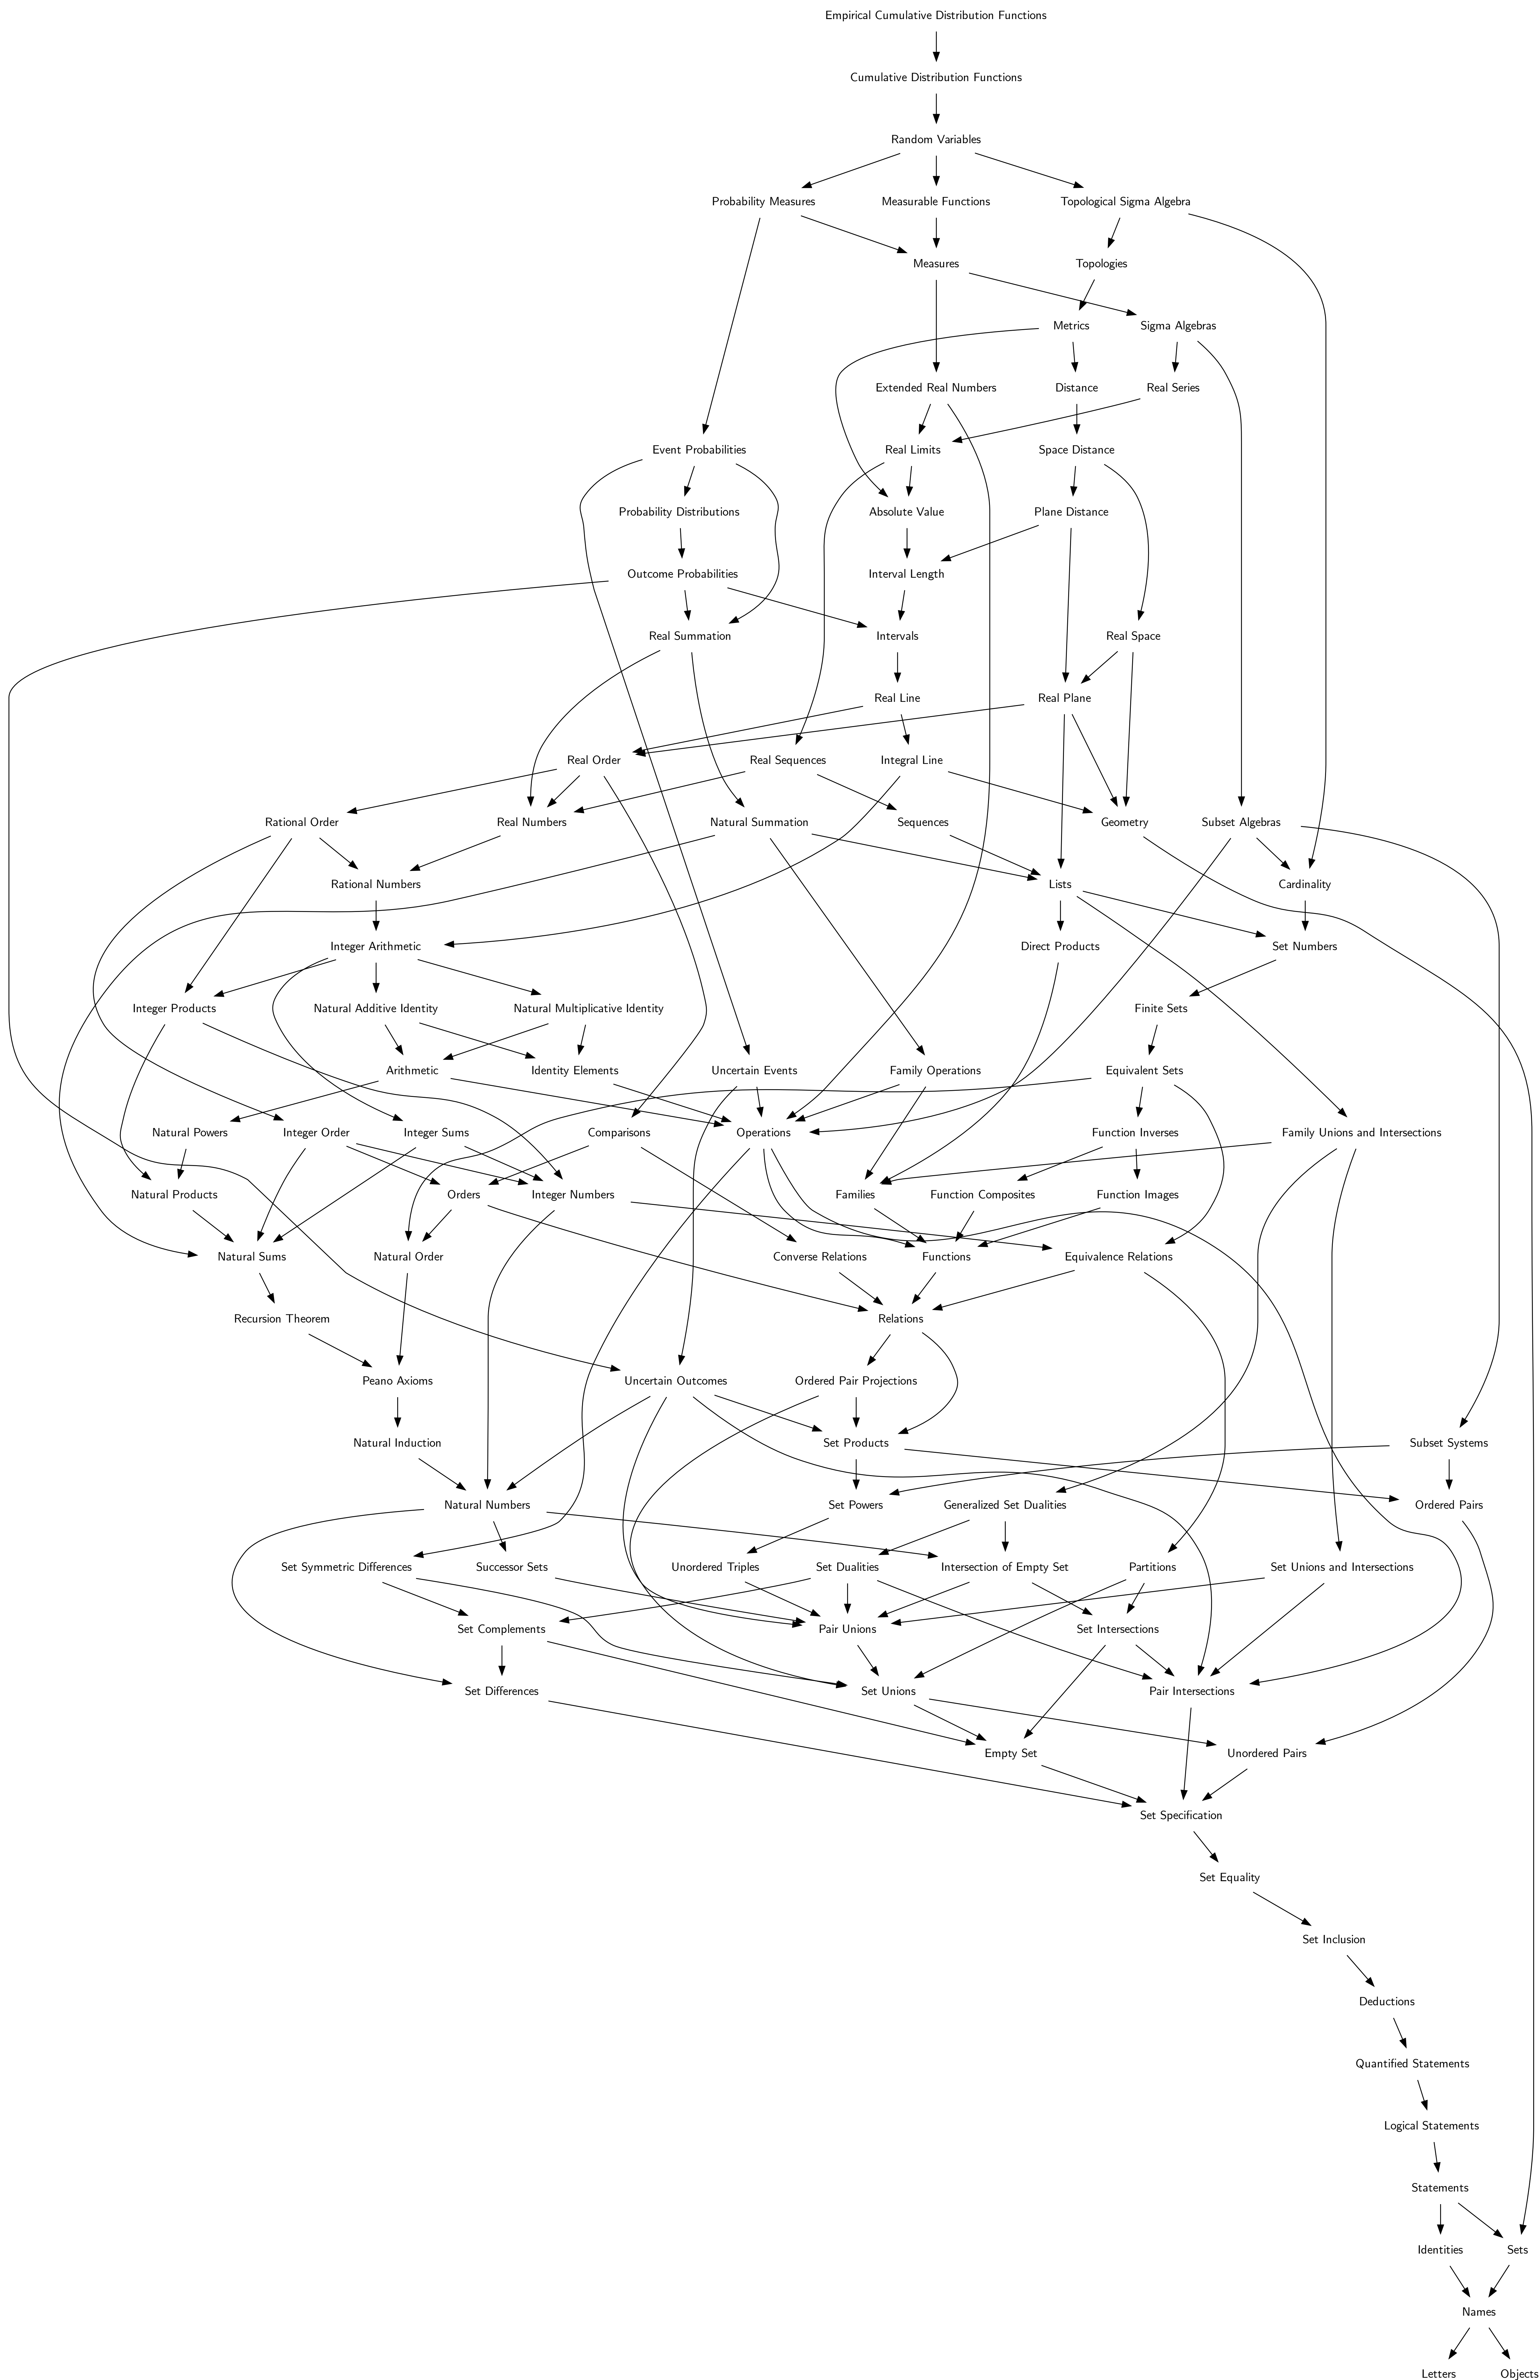 Empirical Cumulative Distribution Functions
Cumulative Distribution Functions
Random Variables
Probability Measures
Measurable Functions
Topological Sigma Algebra
Measures
Topologies
Metrics
Sigma Algebras
Extended Real Numbers
Distance
Real Series
Event Probabilities
Real Limits
Space Distance
Probability Distributions
Absolute Value
Plane Distance
Outcome Probabilities
Interval Length
Real Summation
Intervals
Real Space
Real Line
Real Plane
Real Order
Real Sequences
Integral Line
Rational Order
Real Numbers
Natural Summation
Sequences
Geometry
Subset Algebras
Rational Numbers
Lists
Cardinality
Integer Arithmetic
Direct Products
Set Numbers
Integer Products
Natural Additive Identity
Natural Multiplicative Identity
Finite Sets
Arithmetic
Identity Elements
Uncertain Events
Family Operations
Equivalent Sets
Natural Powers
Integer Order
Integer Sums
Comparisons
Operations
Function Inverses
Family Unions and Intersections
Natural Products
Orders
Integer Numbers
Families
Function Composites
Function Images
Natural Sums
Natural Order
Converse Relations
Functions
Equivalence Relations
Recursion Theorem
Relations
Peano Axioms
Uncertain Outcomes
Ordered Pair Projections
Natural Induction
Set Products
Subset Systems
Natural Numbers
Set Powers
Generalized Set Dualities
Ordered Pairs
Set Symmetric Differences
Successor Sets
Unordered Triples
Set Dualities
Intersection of Empty Set
Partitions
Set Unions and Intersections
Set Complements
Pair Unions
Set Intersections
Set Differences
Set Unions
Pair Intersections
Empty Set
Unordered Pairs
Set Specification
Set Equality
Set Inclusion
Deductions
Quantified Statements
Logical Statements
Statements
Identities
Sets
Names
Letters
Objects